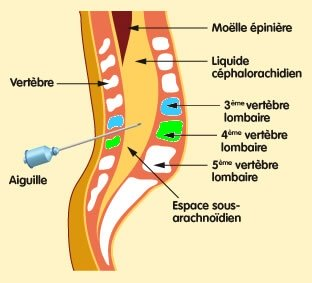 Moëlle épinière
Liquide
céphalorachidien
Vertèbre
3ème vertèbre
lombaire
4ème vertèbre
lombaire
5ème vertèbre
lombaire
Aiguille
Espace sous-
arachnoïdien